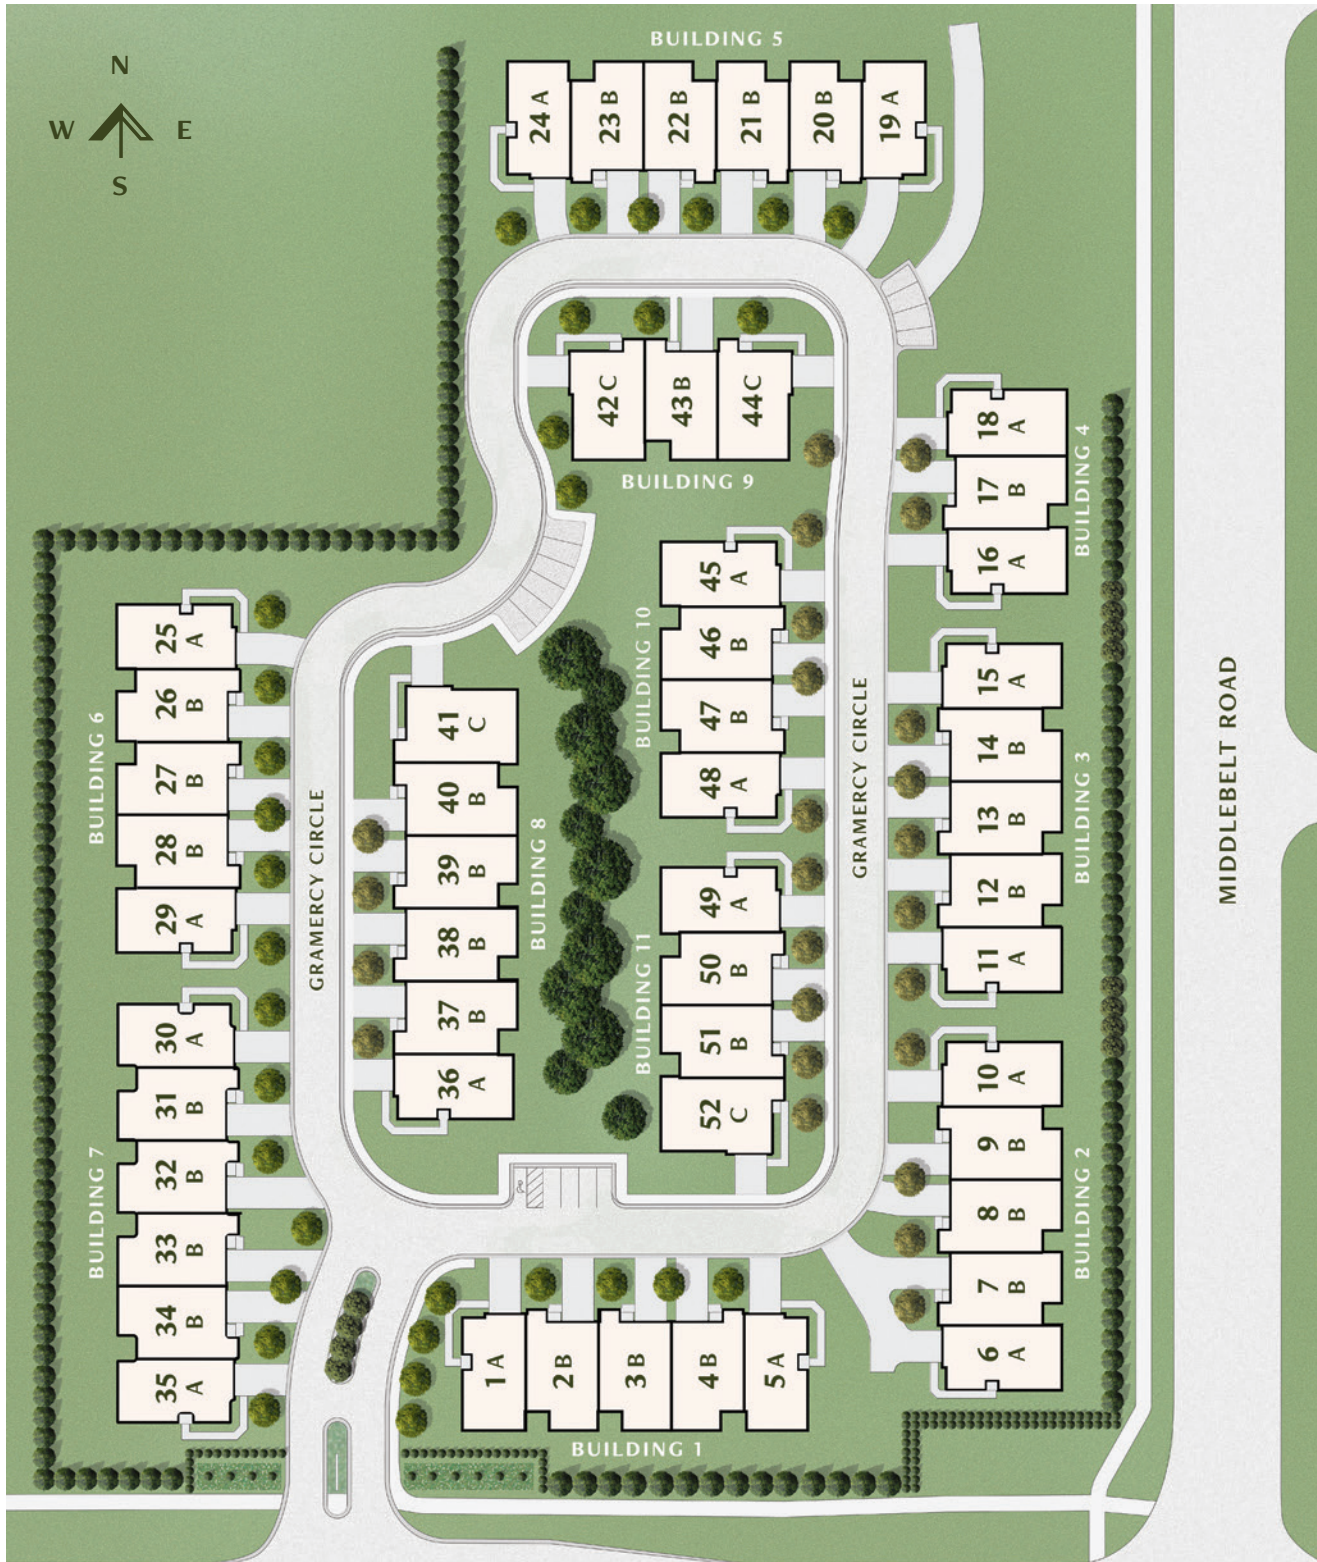 N
W E
S
BUILDING 5
24 A
23 B
22 B
21 B
20 B
19 A
42 C
43 B
44 C
BUILDING 9
18
A
17
B
16
A
BUILDING 4
25
A
26
B
27
B
28
B
29
A
BUILDING 6
GRAMERCY CIRCLE
41
C
40
B
39
B
38
B
37
B
36
A
BUILDING 8
45
A
46
B
47
B
48
A
BUILDING 10
49
A
50
B
51
B
52
C
BUILDING 11
GRAMERCY CIRCLE
15
A
14
B
13
B
12
B
11
A
BUILDING 3
MIDDLEBELT ROAD
30
A
31
B
32
B
33
B
34
B
35
A
BUILDING 7
10
A
9
B
8
B
7
B
6
A
BUILDING 2
1 A
2 B
3 B
4 B
5 A
BUILDING 1